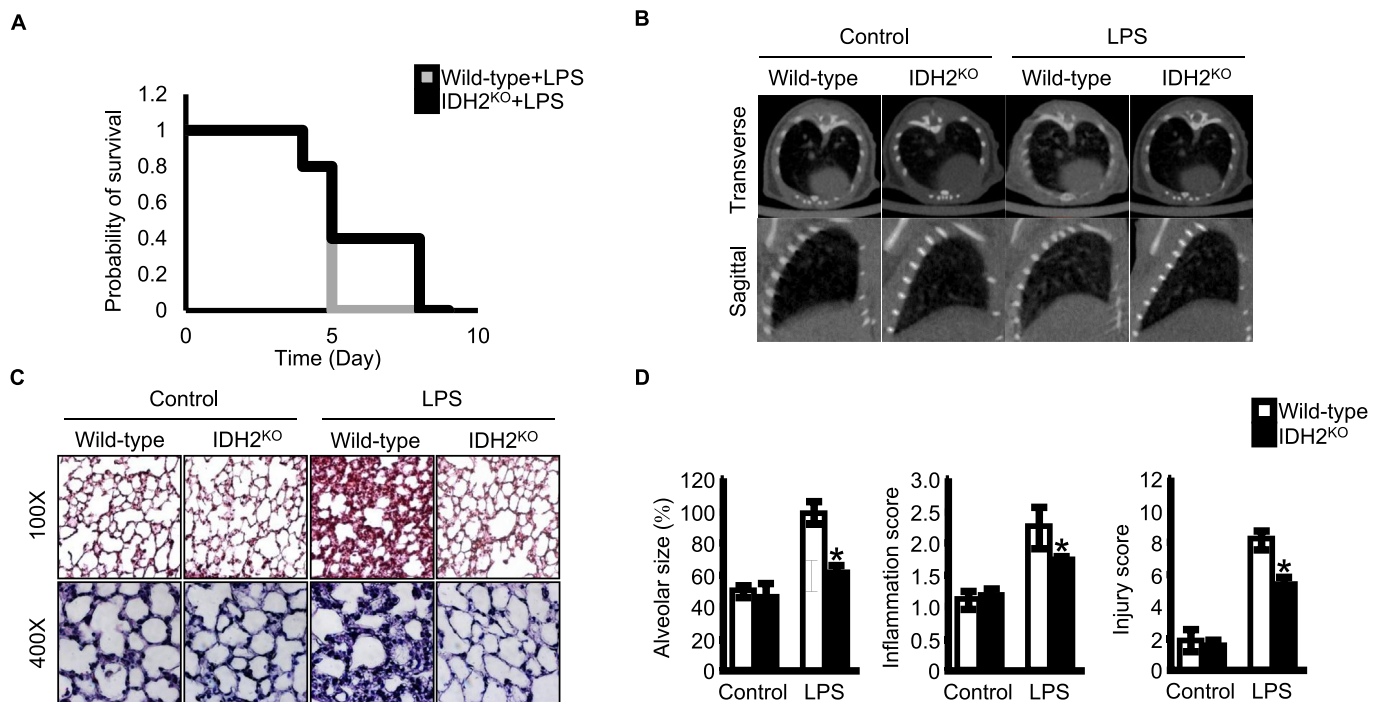 A
Wild-type+LPS
IDH2KO+LPS
Probability of survival
1.2
1
0.8
0.6
0.4
0.2
0
0
5
10
Time (Day)
B
Control
LPS
Wild-type
IDH2KO
Wild-type
IDH2KO
Transverse
Sagittal
C
Control
LPS
Wild-type
IDH2KO
Wild-type
IDH2KO
100X
400X
D
Wild-type
IDH2KO
Alveolar size (%)
120
100
80
60
40
20
0
*
Control
LPS
Inflammation score
3.0
2.5
2.0
1.5
1.0
0.5
0
*
Control
LPS
Injury score
12
10
8
6
4
2
0
*
Control
LPS